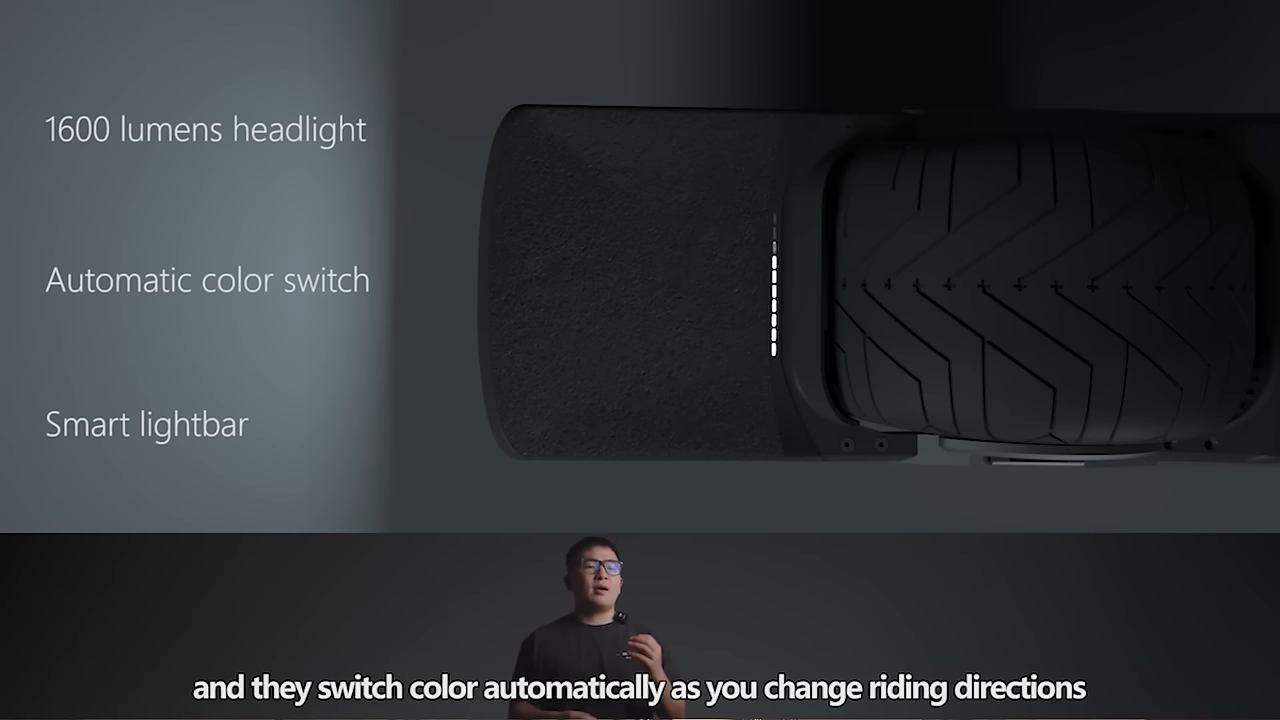 1600 lumens headlight
Automatic color switch
Smart lightbar
and they switch color automatically as you change riding directions